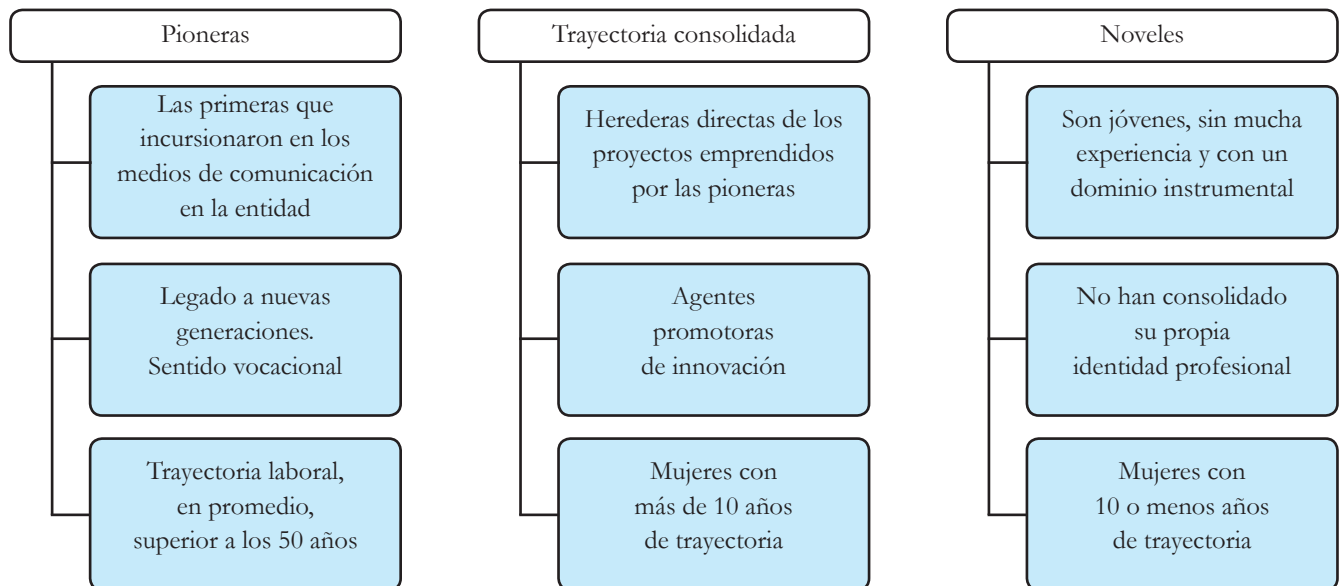 Pioneras
Las primeras que
incursionaron en los
medios de comunicación
en la entidad
Legado a nuevas
generaciones.
Sentido vocacional
Trayectoria laboral,
en promedio,
superior a los 50 años
Trayectoria consolidada
Herederas directas de los
proyectos emprendidos
por las pioneras
Agentes
promotoras
de innovación
Mujeres con
más de 10 años
de trayectoria
Noveles
Son jóvenes, sin mucha
experiencia y con un
dominio instrumental
No han consolidado
su propia
identidad profesional
Mujeres con
10 o menos años
de trayectoria